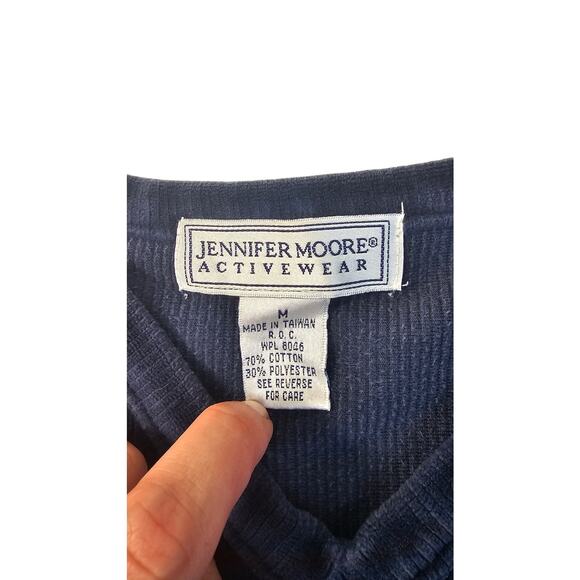 JENNIFER MOORE®
ACTIVEWEAR
M
MADE IN TAIWAN
R.O.C.
WPL 8046
70% COTTON
30% POLYESTER
SEE REVERSE
FOR CARE